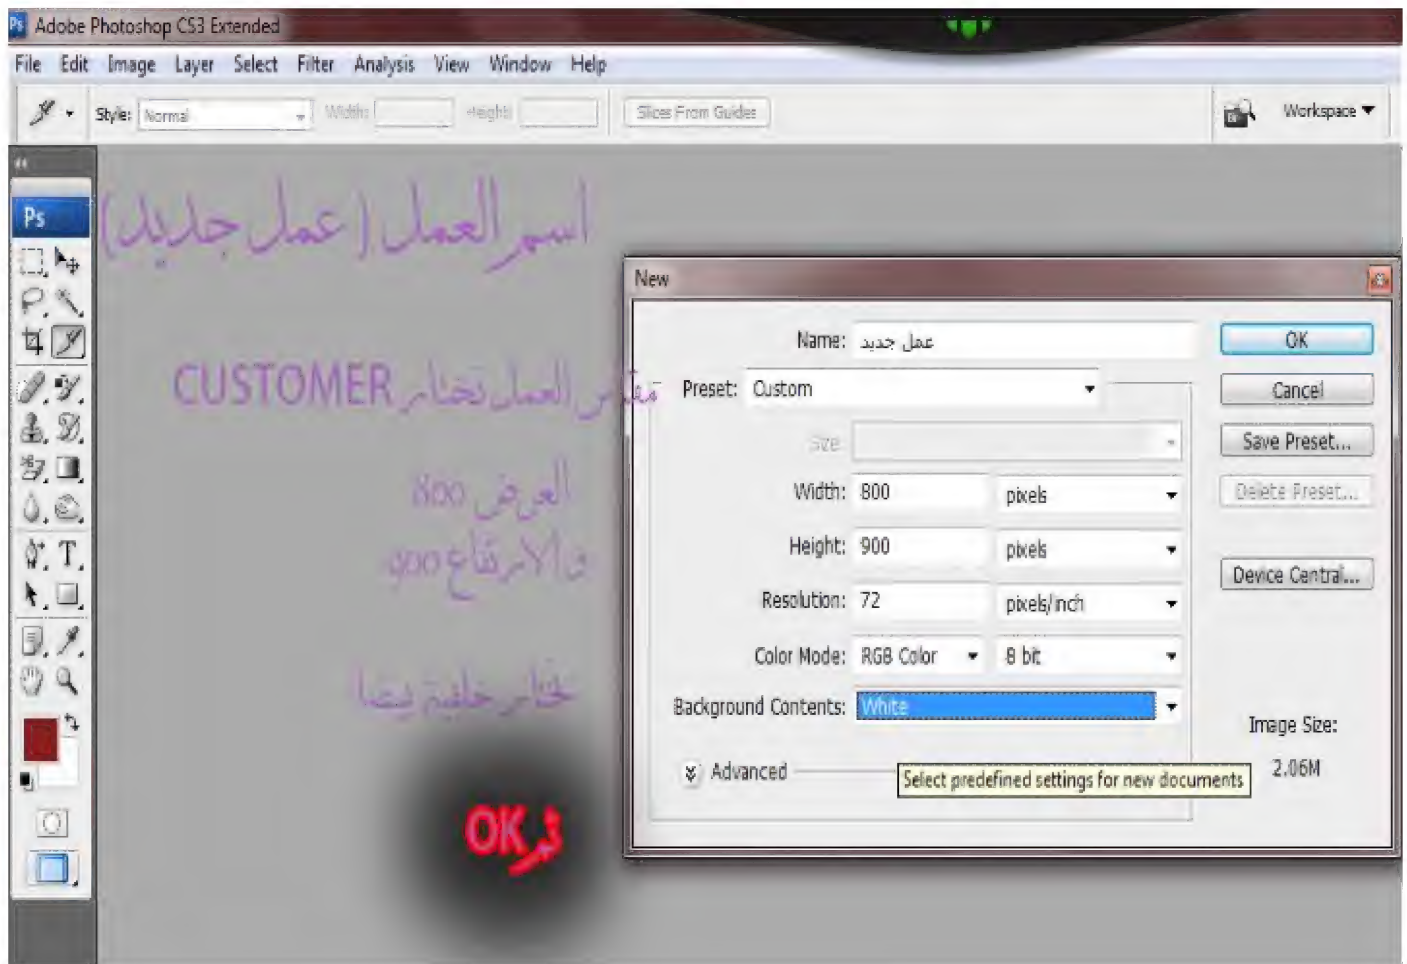 Ps Adobe Photoshop CS3 Extended
File Edit Image Layer Select Filter Analysis View Window Help
Style: Normal Width: Height: Slices From Guides Workspace
Ps
اسم العمل ( عمل جديد)
مقاس العمل نختار CUSTOMER
العرض 800
والارتفاع 900
نختار خلفية بيضا
ثم OK
New
Name: عمل جديد
OK
Preset: Custom
Cancel
Size:
Save Preset...
Width: 800 pixels
Delete Preset...
Height: 900 pixels
Device Central...
Resolution: 72 pixels/inch
Color Mode: RGB Color 8 bit
Background Contents: White
Image Size:
2.06M
Advanced
Select predefined settings for new documents
T